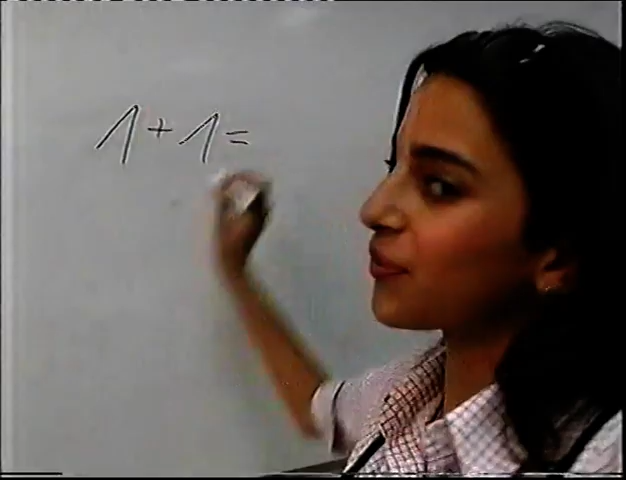 1 + 1 =